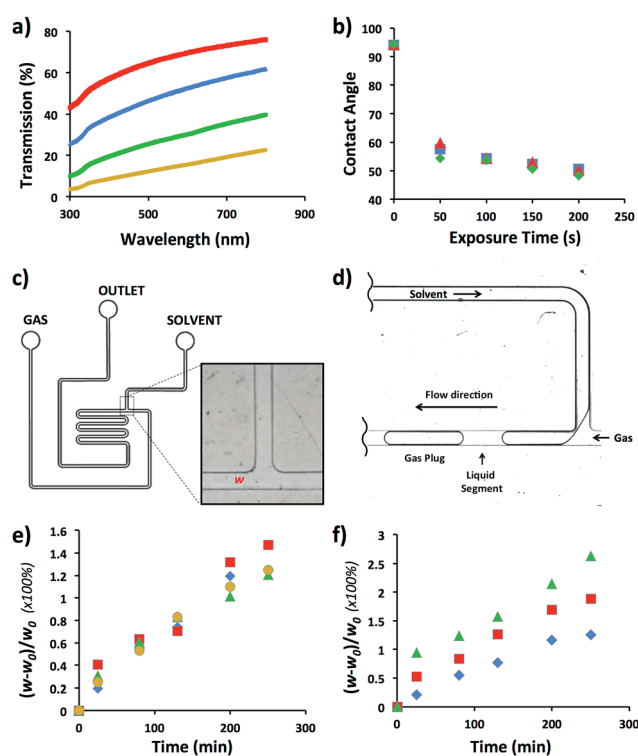 a)
80
60
40
20
0
Transmission (%)
300
500
700
900
Wavelength (nm)
b)
100
90
80
70
60
50
40
Contact Angle
0
50
100
150
200
250
Exposure Time (s)
c)
OUTLET
GAS
SOLVENT
w
d)
Solvent
Flow direction
Gas
Gas Plug
Liquid
Segment
e)
1.6
1.4
1.2
1
0.8
0.6
0.4
0.2
0
(w-w0)/w0 (x100%)
0
100
200
300
Time (min)
f)
3
2.5
2
1.5
1
0.5
0
(w-w0)/w0 (x100%)
0
100
200
300
Time (min)